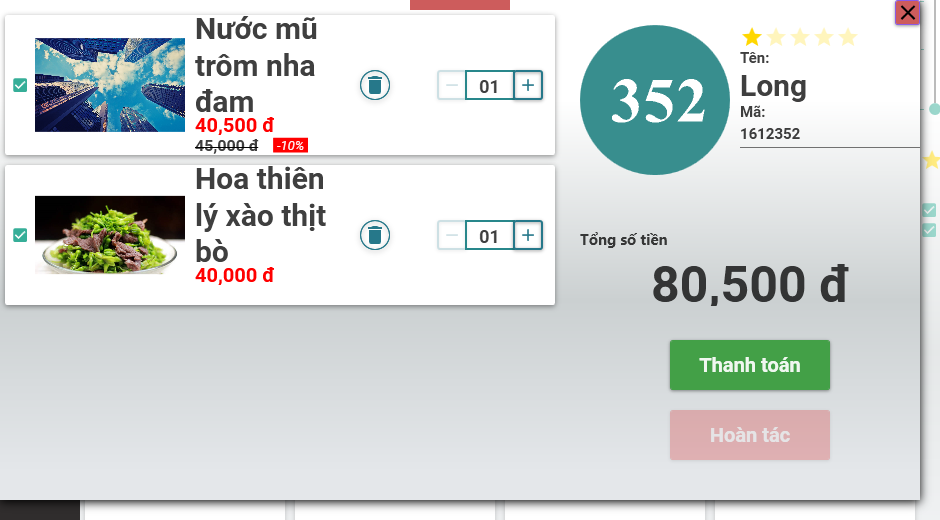 Nước mũ
trôm nha
đam
40,500 đ
45,000 đ -10%
01
Hoa thiên
lý xào thịt
bò
40,000 đ
01
352
Tên:
Long
Mã:
1612352
Tổng số tiền
80,500 đ
Thanh toán
Hoàn tác